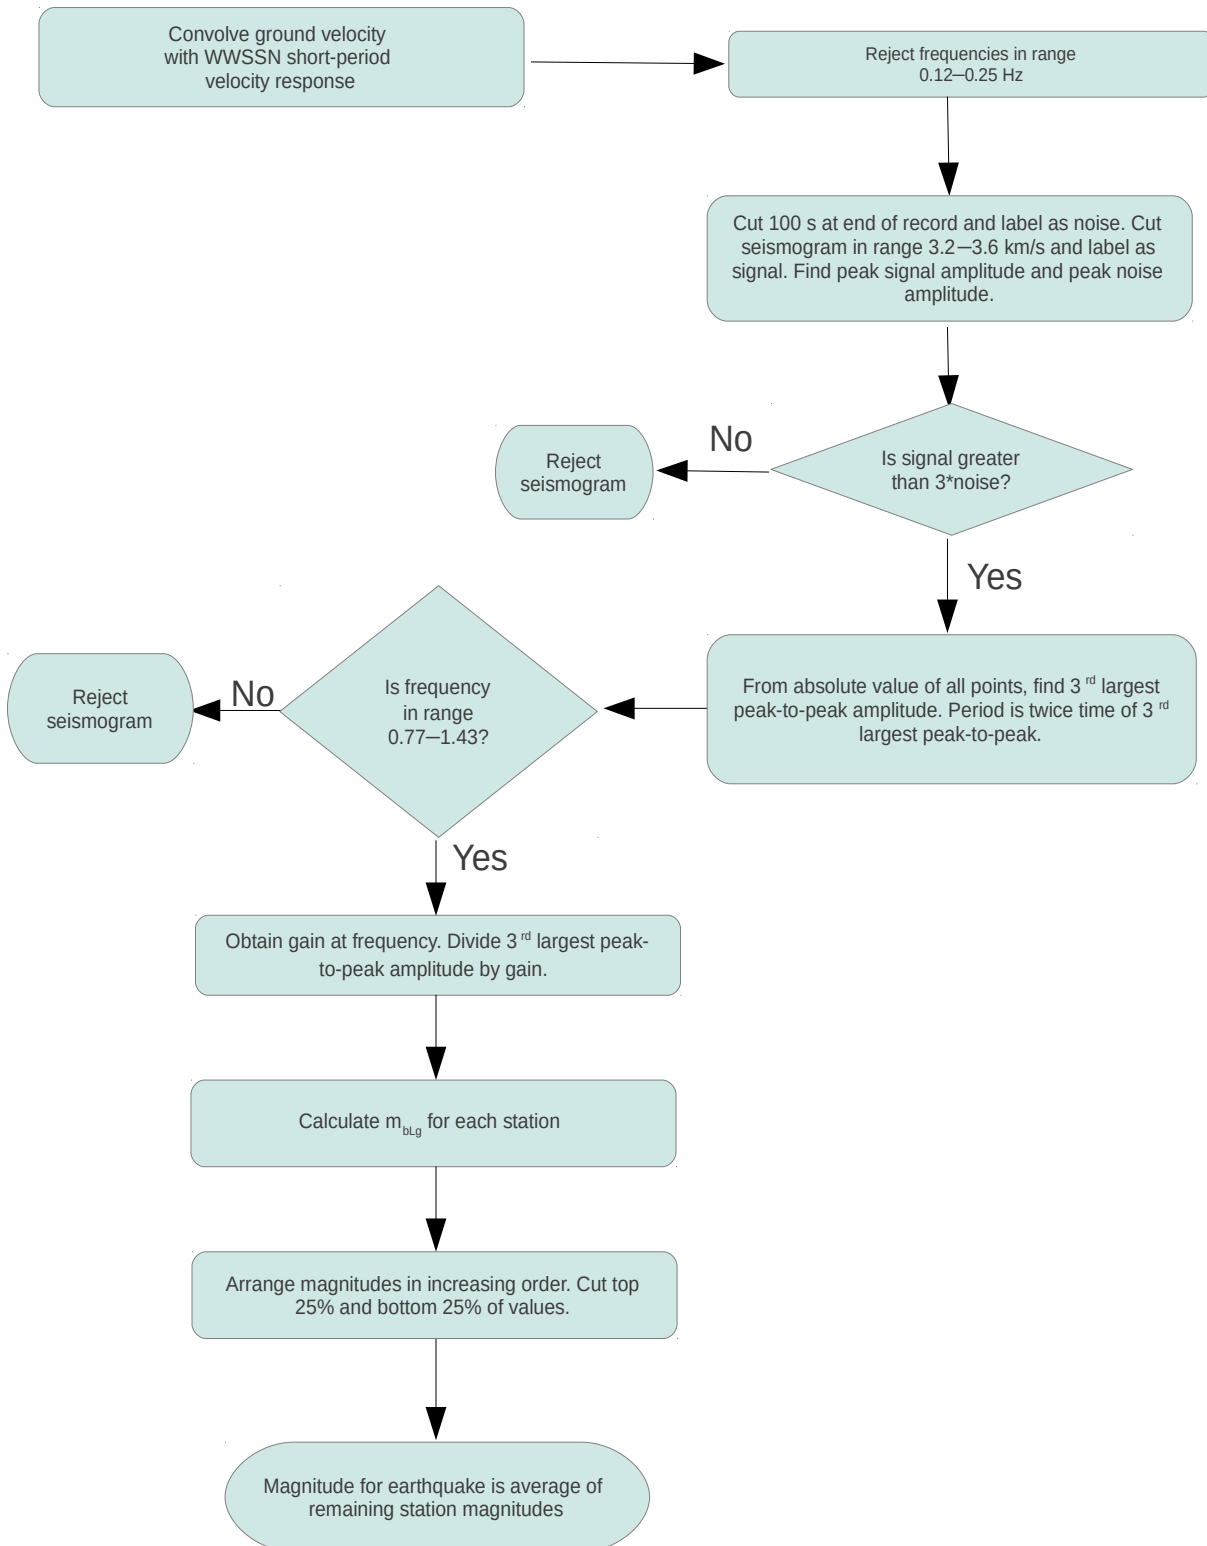 Convolve ground velocity
with WWSSN short-period
velocity response
Reject frequencies in range
0.12–0.25 Hz
Cut 100 s at end of record and label as noise. Cut
seismogram in range 3.2–3.6 km/s and label as
signal. Find peak signal amplitude and peak noise
amplitude.
Is signal greater
than 3*noise?
No
Reject
seismogram
Yes
From absolute value of all points, find 3 rd largest
peak-to-peak amplitude. Period is twice time of 3 rd
largest peak-to-peak.
Is frequency
in range
0.77–1.43?
No
Reject
seismogram
Yes
Obtain gain at frequency. Divide 3 rd largest peak-
to-peak amplitude by gain.
Calculate mbLg for each station
Arrange magnitudes in increasing order. Cut top
25% and bottom 25% of values.
Magnitude for earthquake is average of
remaining station magnitudes